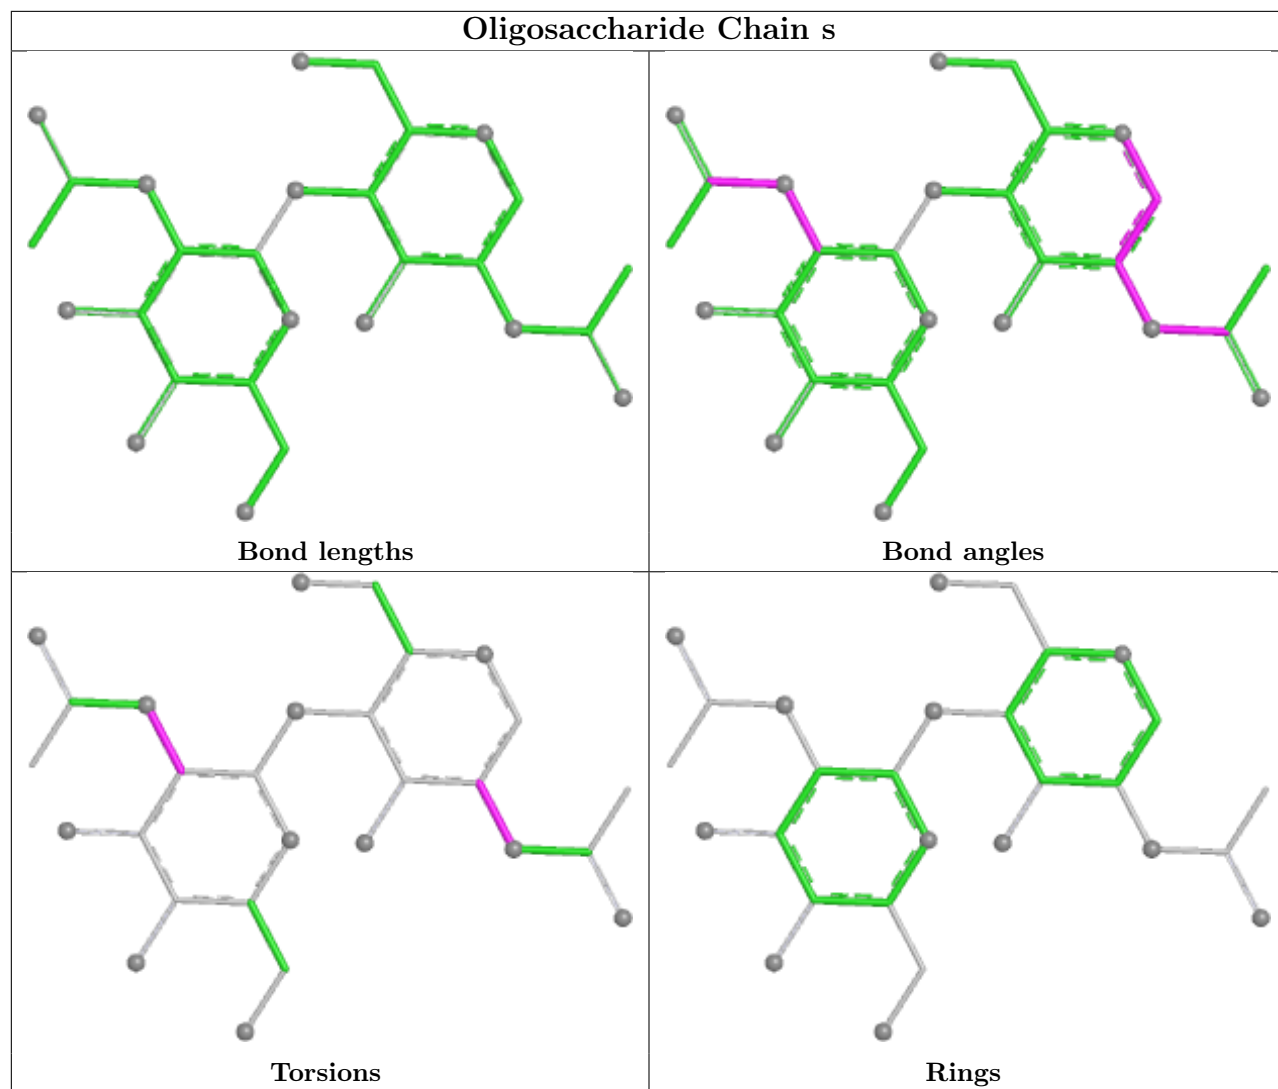 Oligosaccharide Chain s
Bond lengths
Bond angles
Torsions
Rings